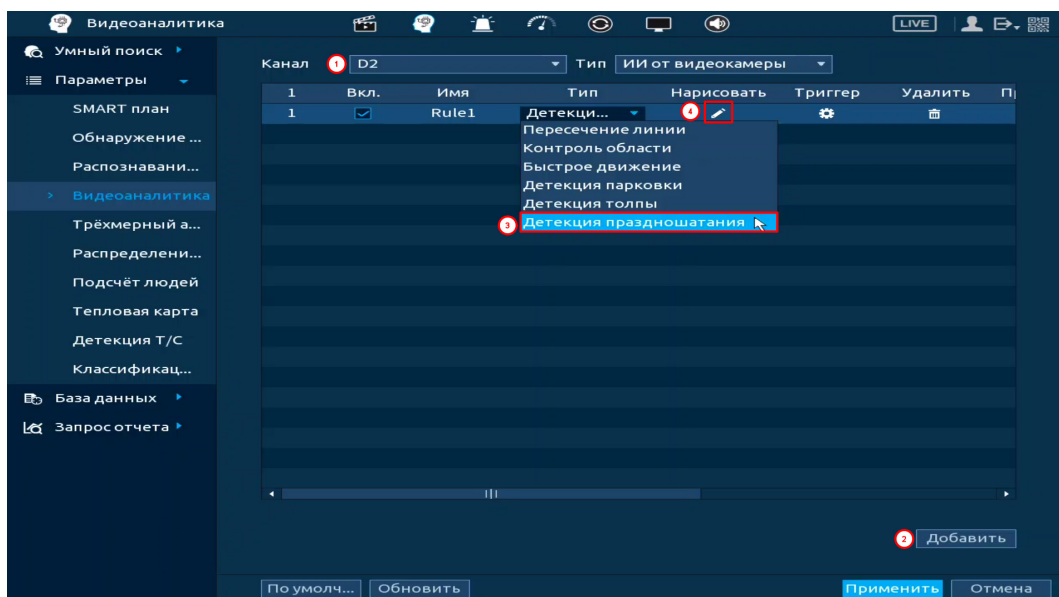 Видеоаналитика LIVE
Умный поиск
Параметры
SMART план
Обнаружение ...
Распознавани...
Видеоаналитика
Трёхмерный а...
Распределени...
Подсчёт людей
Тепловая карта
Детекция Т/С
Классификац...
База данных
Запрос отчета
Канал 1 D2 Тип ИИ от видеокамеры
1 Вкл. Имя Тип Нарисовать Триггер Удалить
1 Rule1 Детекци... 4
Пересечение линии
Контроль области
Быстрое движение
Детекция парковки
Детекция толпы
3 Детекция праздношатания
2 Добавить
По умолч... Обновить Применить Отмена